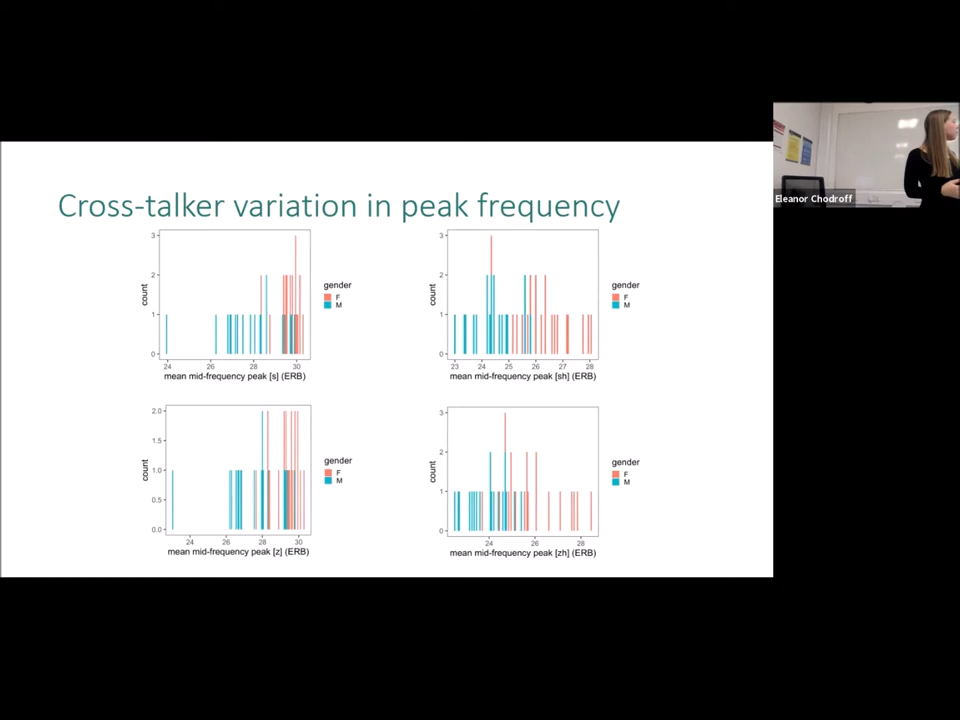 Cross-talker variation in peak frequency
3
2
1
0
count
24
26
28
30
mean mid-frequency peak [s] (ERB)
gender
F
M
3
2
1
0
count
23
24
25
26
27
28
mean mid-frequency peak [sh] (ERB)
gender
F
M
2.0
1.5
1.0
0.5
0.0
count
24
26
28
30
mean mid-frequency peak [z] (ERB)
gender
F
M
3
2
1
0
count
24
26
28
mean mid-frequency peak [zh] (ERB)
gender
F
M
Eleanor Chodroff